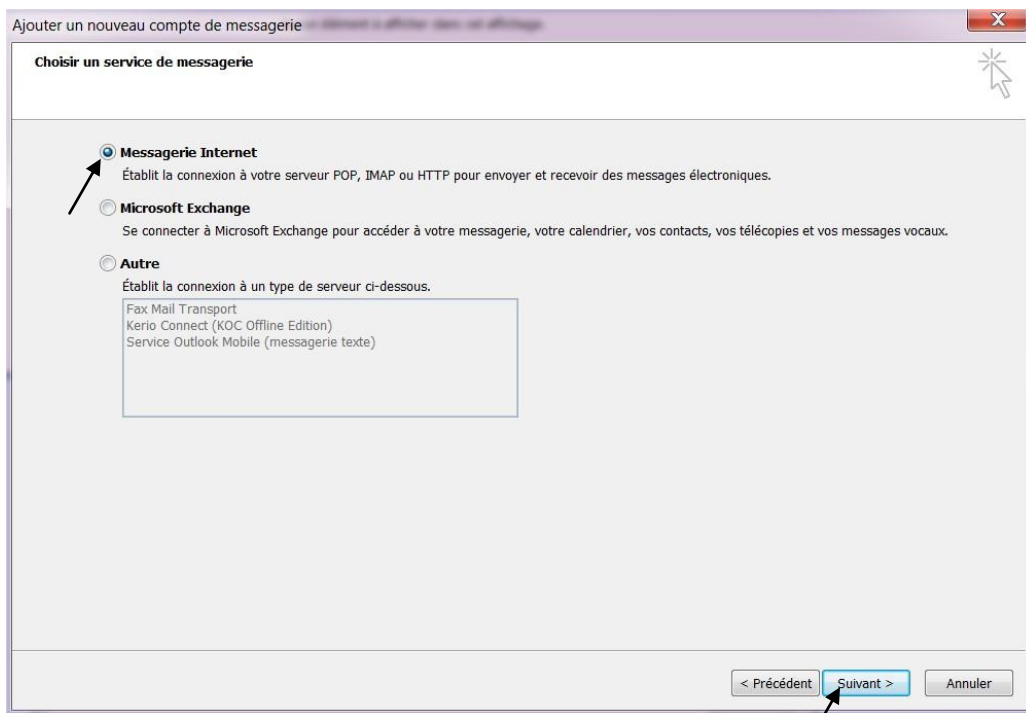 Ajouter un nouveau compte de messagerie
Choisir un service de messagerie
Messagerie Internet
Établit la connexion à votre serveur POP, IMAP ou HTTP pour envoyer et recevoir des messages électroniques.
Microsoft Exchange
Se connecter à Microsoft Exchange pour accéder à votre messagerie, votre calendrier, vos contacts, vos télécopies et vos messages vocaux.
Autre
Établit la connexion à un type de serveur ci-dessous.
Fax Mail Transport
Kerio Connect (KOC Offline Edition)
Service Outlook Mobile (messagerie texte)
< Précédent Suivant > Annuler